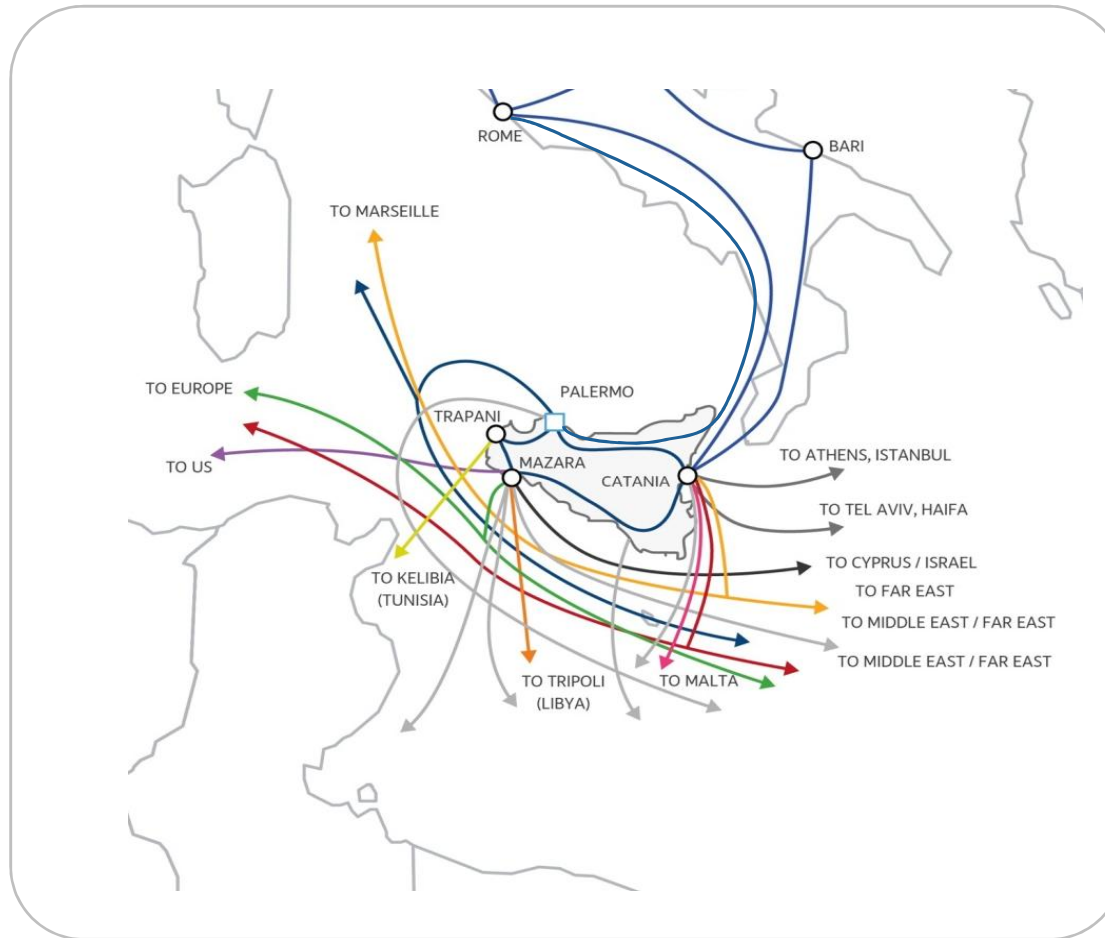 ROME
BARI
TO MARSEILLE
TO EUROPE
PALERMO
TRAPANI
TO US
MAZARA
CATANIA
TO ATHENS, ISTANBUL
TO TEL AVIV, HAIFA
TO CYPRUS / ISRAEL
TO KELIBIA
(TUNISIA)
TO FAR EAST
TO MIDDLE EAST / FAR EAST
TO MIDDLE EAST / FAR EAST
TO TRIPOLI
(LIBYA)
TO MALTA